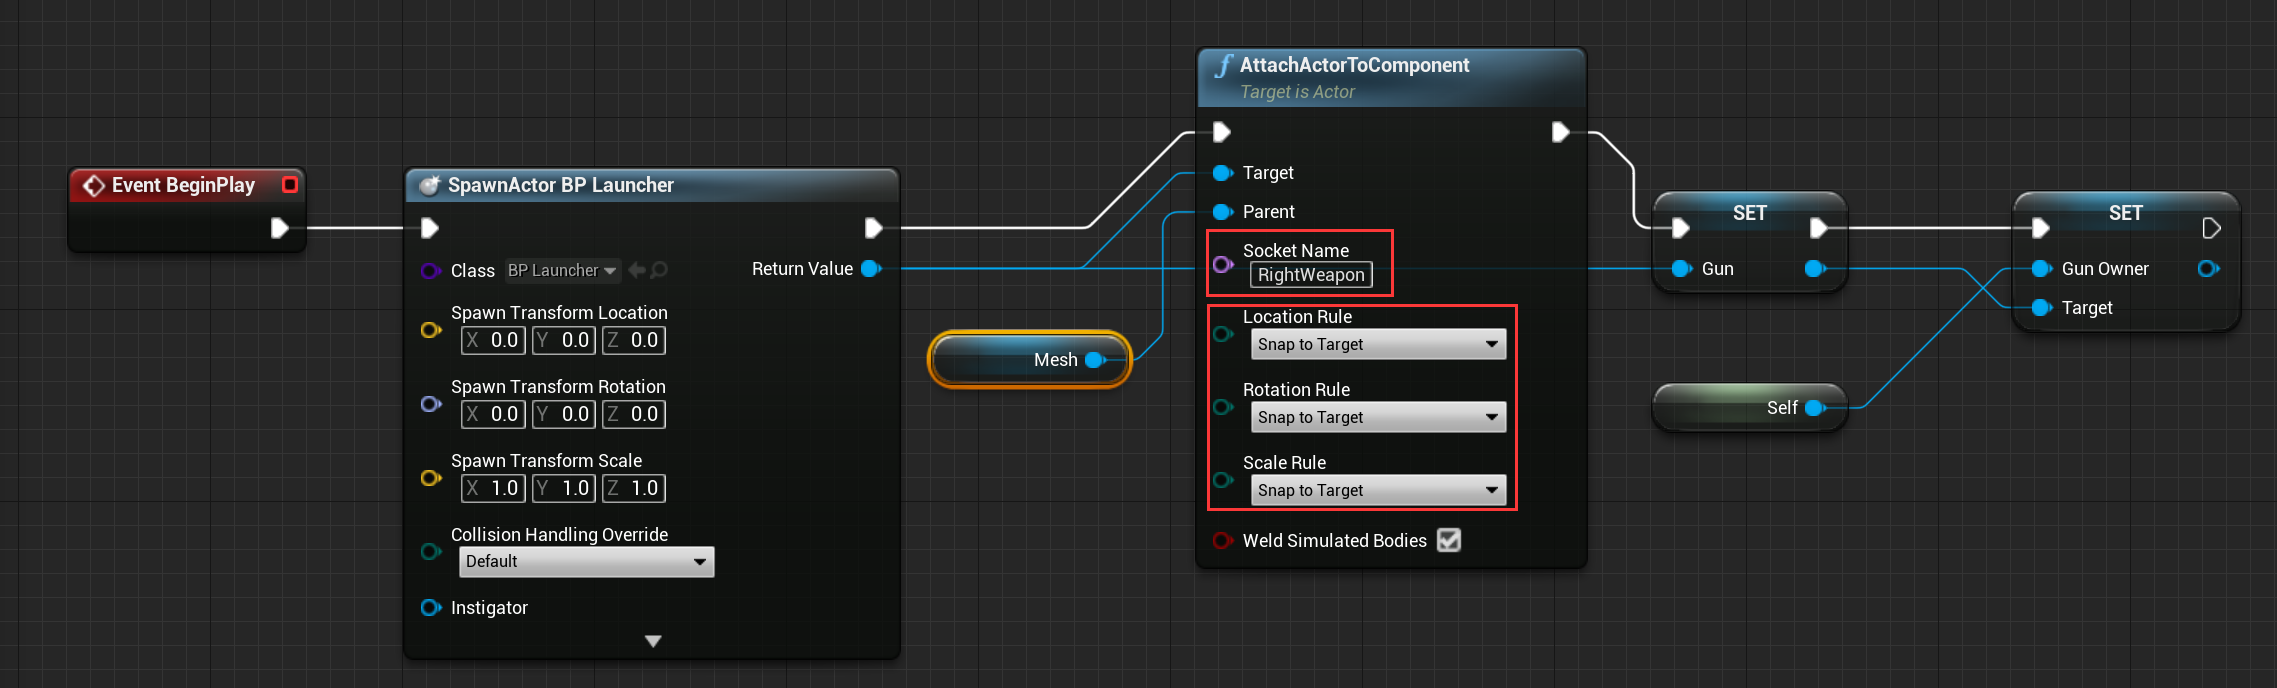 Event BeginPlay
SpawnActor BP Launcher
Class BP Launcher
Return Value
Spawn Transform Location
X 0.0 Y 0.0 Z 0.0
Spawn Transform Rotation
X 0.0 Y 0.0 Z 0.0
Spawn Transform Scale
X 1.0 Y 1.0 Z 1.0
Collision Handling Override
Default
Instigator
Mesh
f AttachActorToComponent
Target is Actor
Target
Parent
Socket Name
RightWeapon
Location Rule
Snap to Target
Rotation Rule
Snap to Target
Scale Rule
Snap to Target
Weld Simulated Bodies
SET
Gun
Self
SET
Gun Owner
Target